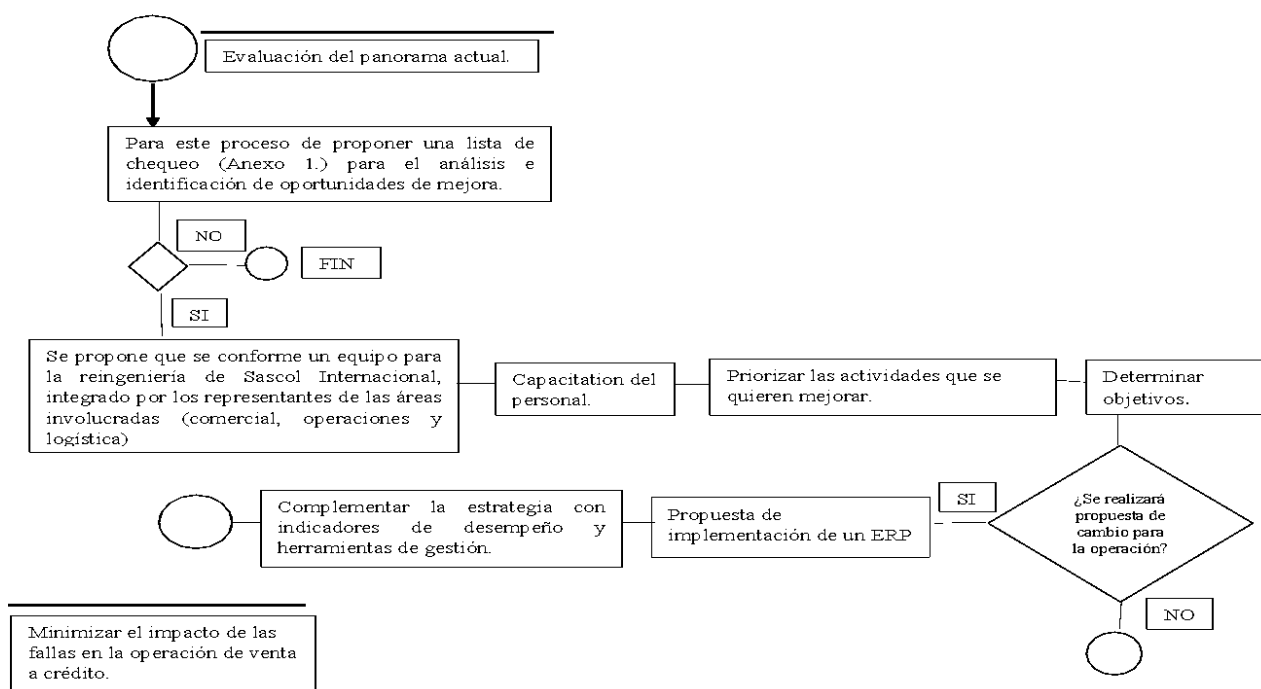 Evaluación del panorama actual.
Para este proceso de proponer una lista de
chequeo (Anexo 1.) para el análisis e
identificación de oportunidades de mejora.
NO
FIN
SI
Se propone que se conforme un equipo para
la reingeniería de Sascol Internacional,
integrado por los representantes de las áreas
involucradas (comercial, operaciones y
logística)
Capacitation del
personal.
Priorizar las actividades que se
quieren mejorar.
Determinar
objetivos.
¿Se realizará
propuesta de
cambio para
la operación?
SI
Propuesta de
implementación de un ERP
Complementar la estrategia con
indicadores de desempeño y
herramientas de gestión.
NO
Minimizar el impacto de las
fallas en la operación de venta
a crédito.